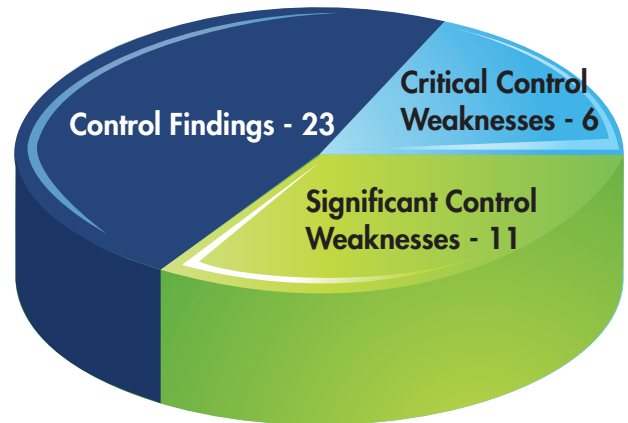 Critical Control
Weaknesses - 6
Control Findings - 23
Significant Control
Weaknesses - 11